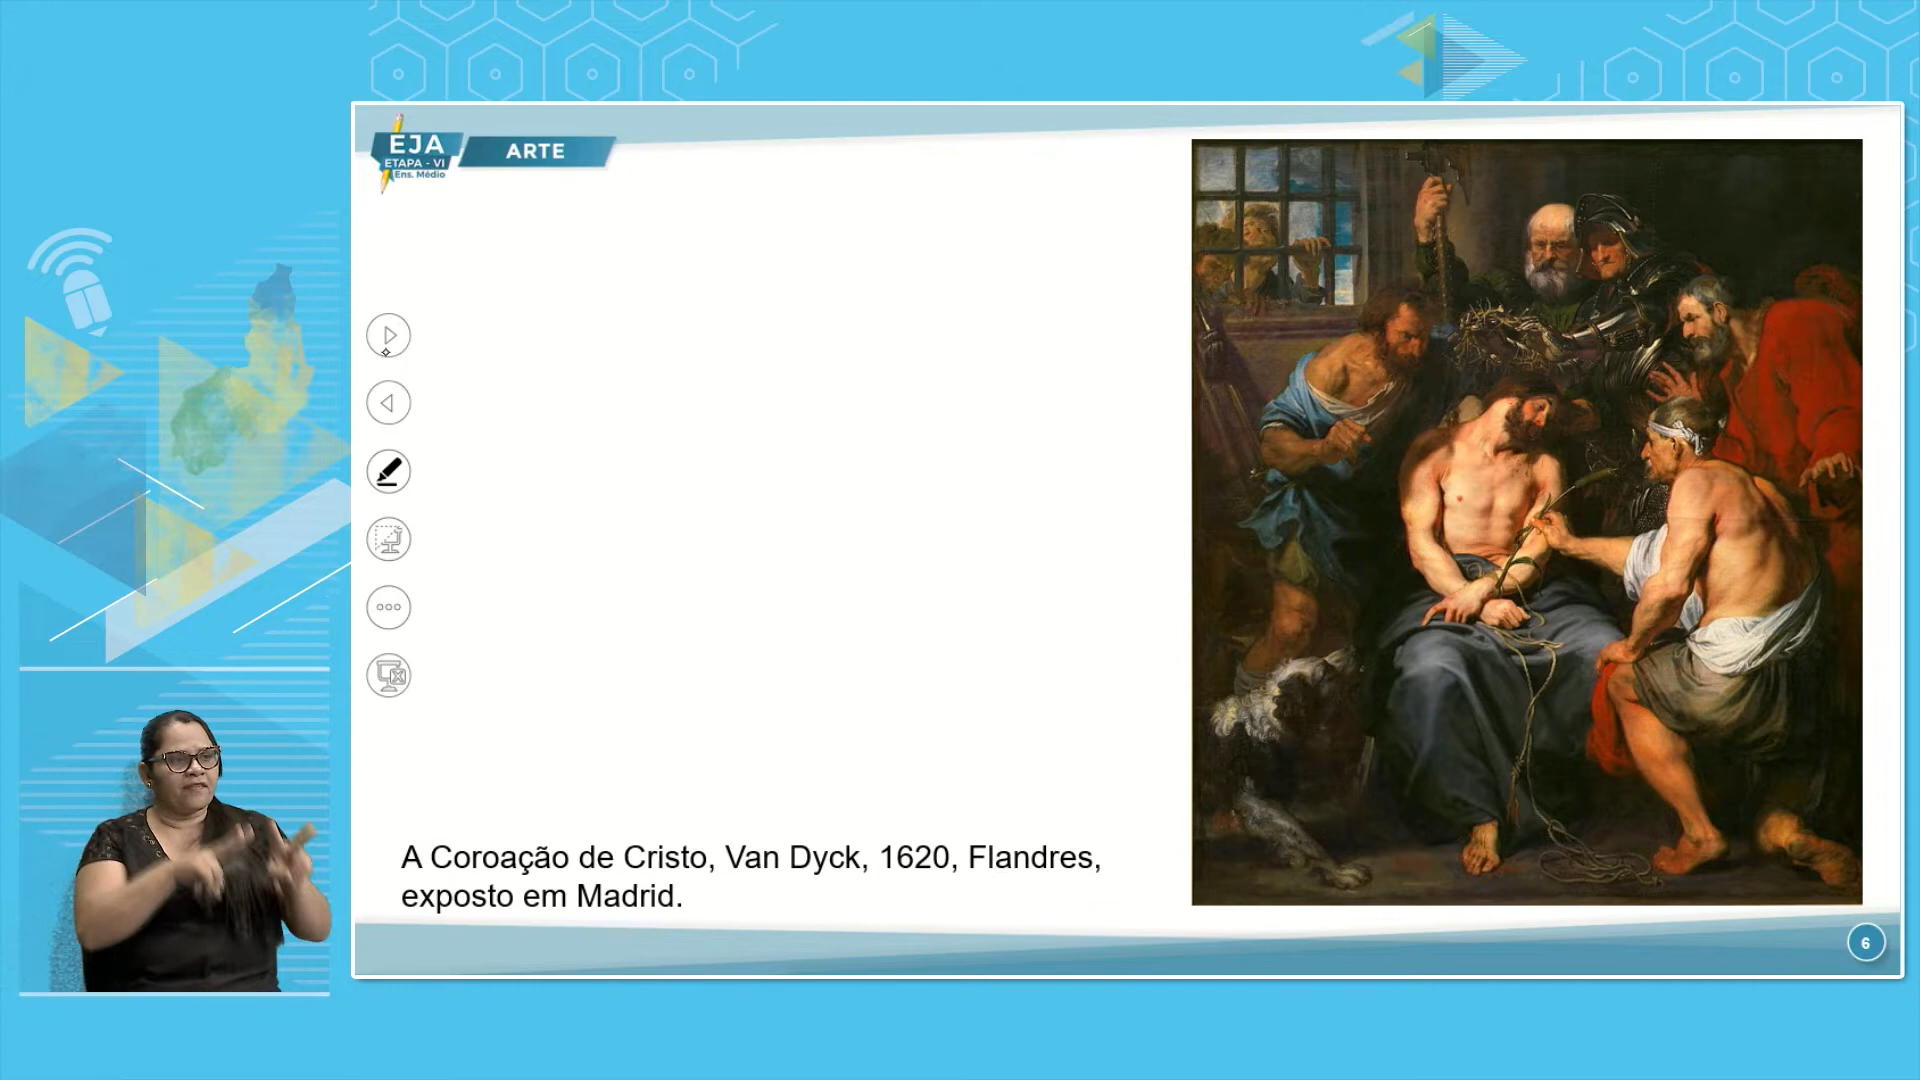 EJA
ETAPA - VI
Ens. Médio
ARTE
A Coroação de Cristo, Van Dyck, 1620, Flandres,
exposto em Madrid.
6